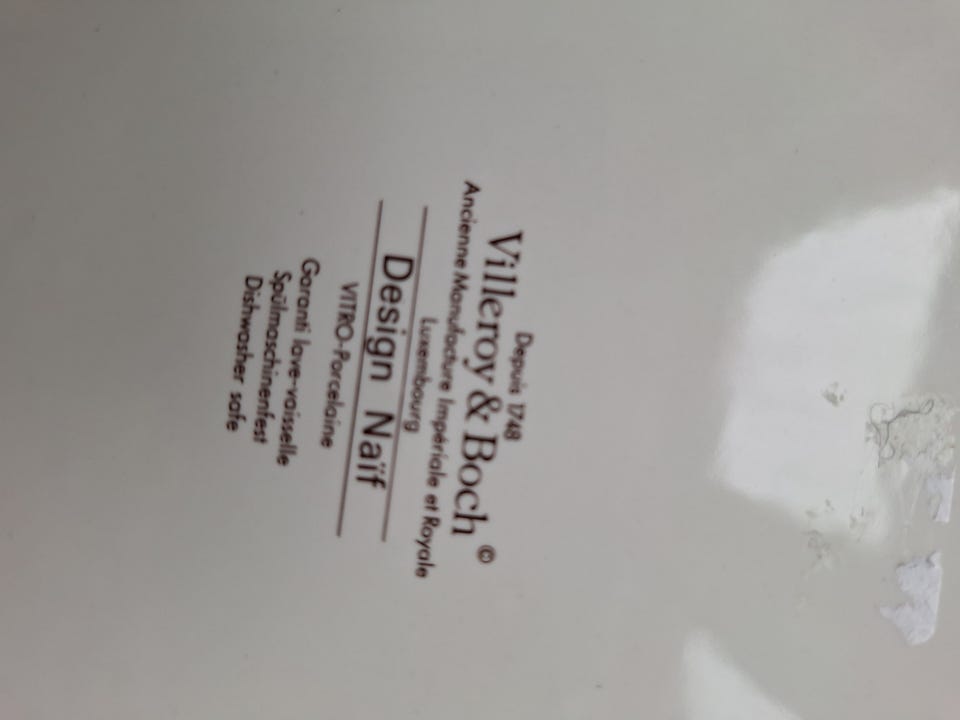 Depuis 1748
Villeroy & Boch ©
Ancienne Manufacture Impériale et Royale
Luxembourg
Design Naïf
VITRO-Porcelaine
Garanti lave-vaisselle
Spülmaschinenfest
Dishwasher safe